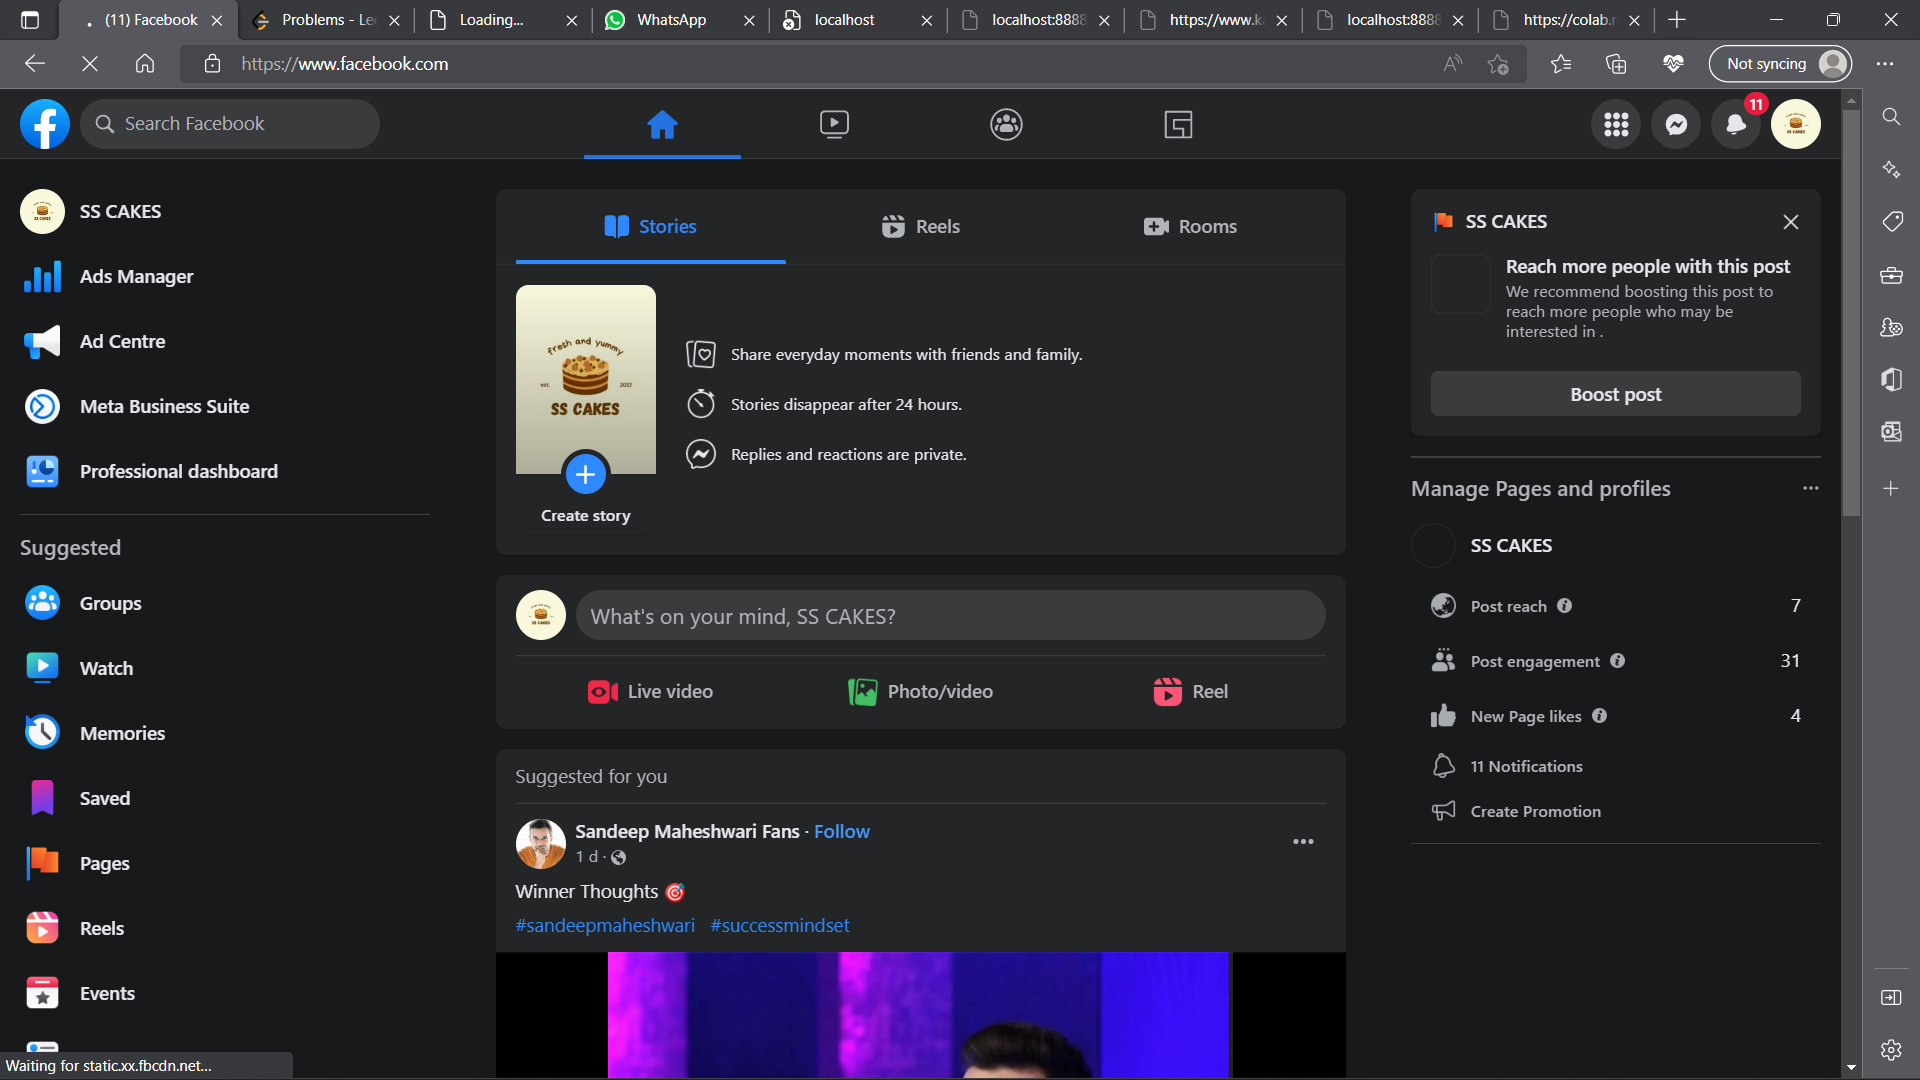 (11) Facebook
Problems - Le
Loading...
WhatsApp
localhost
localhost:8888
https://www.k
localhost:8888
https://colab.r
https://www.facebook.com
Not syncing
Search Facebook
11
SS CAKES
Ads Manager
Ad Centre
Meta Business Suite
Professional dashboard
Suggested
Groups
Watch
Memories
Saved
Pages
Reels
Events
Waiting for static.xx.fbcdn.net...
Stories
Reels
Rooms
fresh and yummy
est. 2022
SS CAKES
Create story
Share everyday moments with friends and family.
Stories disappear after 24 hours.
Replies and reactions are private.
What's on your mind, SS CAKES?
Live video
Photo/video
Reel
Suggested for you
Sandeep Maheshwari Fans · Follow
1 d ·
Winner Thoughts 🎯
#sandeepmaheshwari #successmindset
SS CAKES
Reach more people with this post
We recommend boosting this post to
reach more people who may be
interested in .
Boost post
Manage Pages and profiles
SS CAKES
Post reach 7
Post engagement 31
New Page likes 4
11 Notifications
Create Promotion